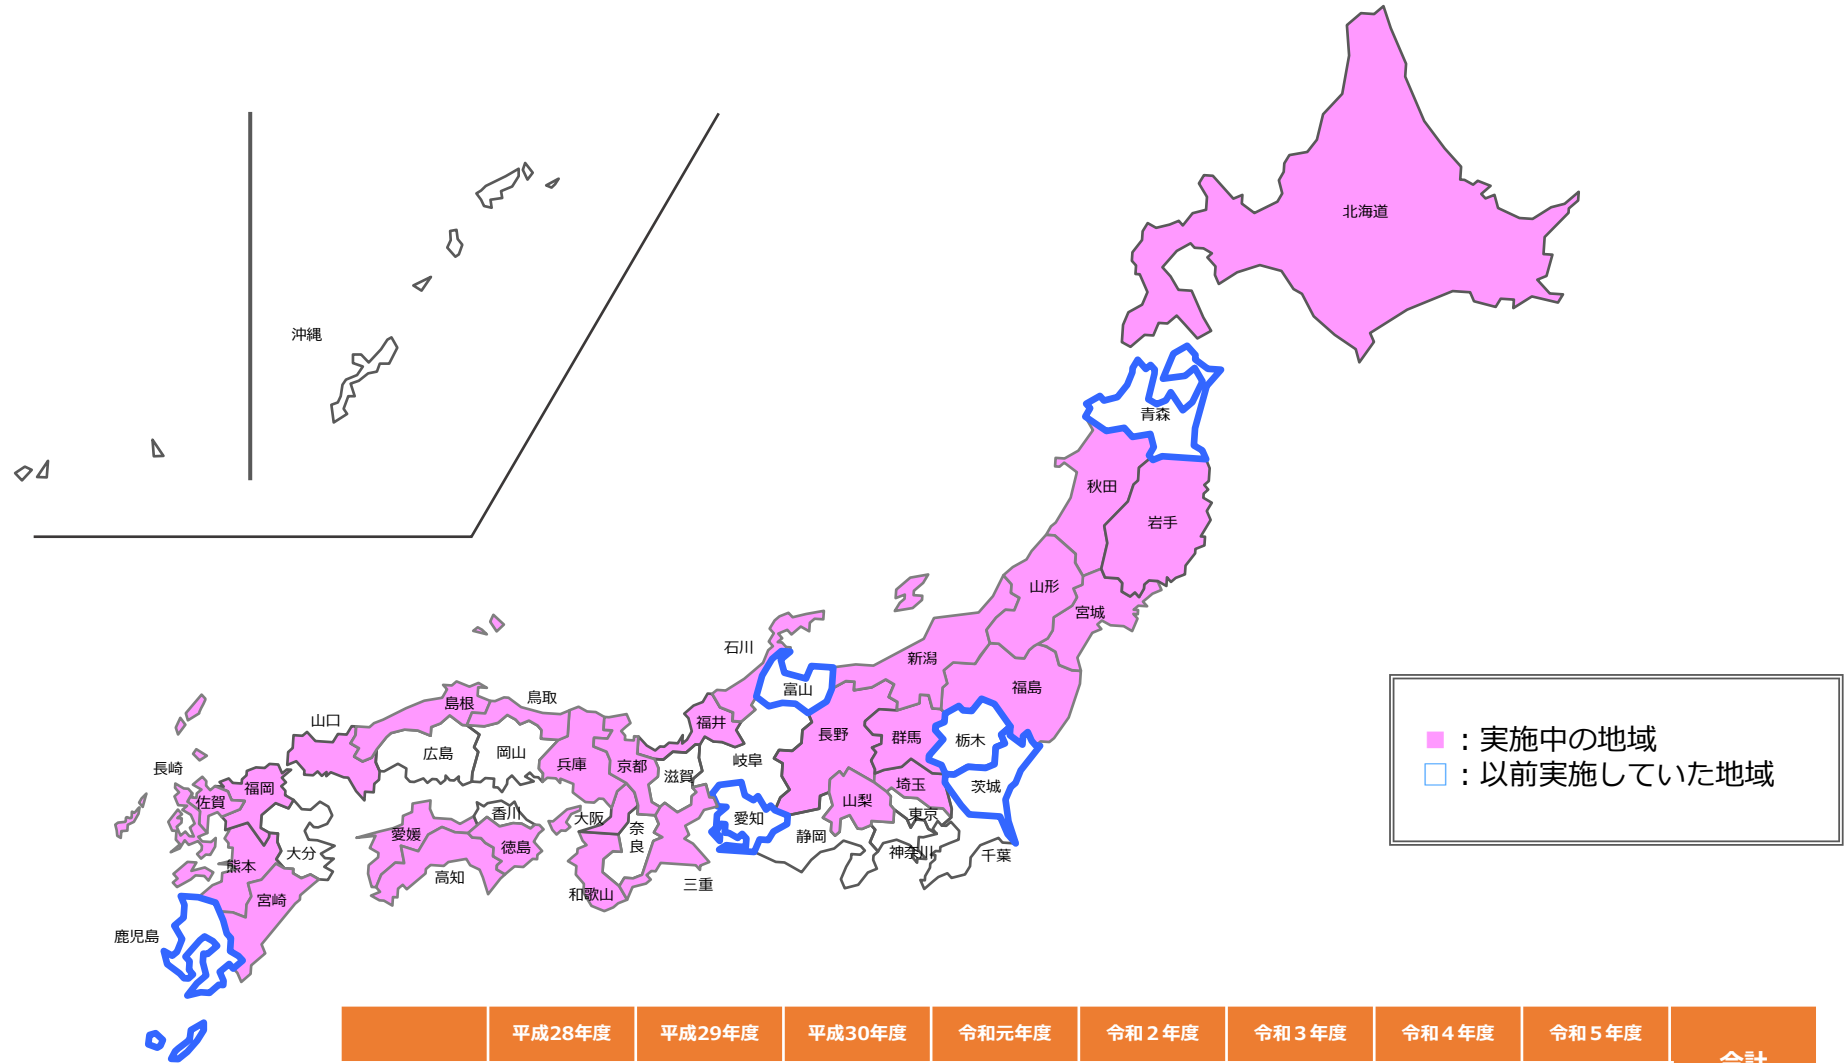 北海道
沖縄
青森
秋田
岩手
山形
宮城
石川
新潟
富山
福島
島根
鳥取
山口
福井
長野
群馬
栃木
広島
岡山
兵庫
京都
滋賀
岐阜
長崎
福岡
佐賀
埼玉
茨城
山梨
香川
大阪
愛知
東京
愛媛
奈良
静岡
徳島
大分
熊本
神奈川
千葉
高知
三重
和歌山
宮崎
鹿児島
■：実施中の地域
□：以前実施していた地域
平成28年度 平成29年度 平成30年度 令和元年度 令和２年度 令和３年度 令和４年度 令和５年度
合計